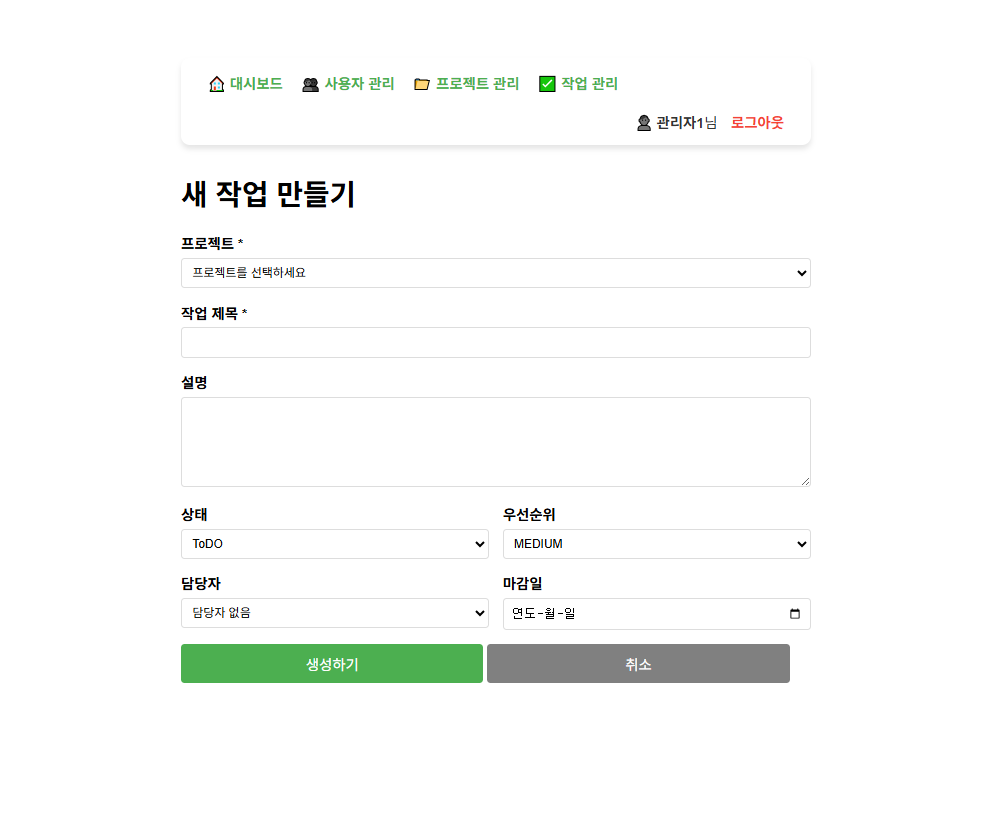 대시보드 사용자 관리 프로젝트 관리 작업 관리
관리자1님 로그아웃
새 작업 만들기
프로젝트 *
프로젝트를 선택하세요
작업 제목 *
설명
상태 우선순위
ToDO MEDIUM
담당자 마감일
담당자 없음 연도-월-일
생성하기 취소